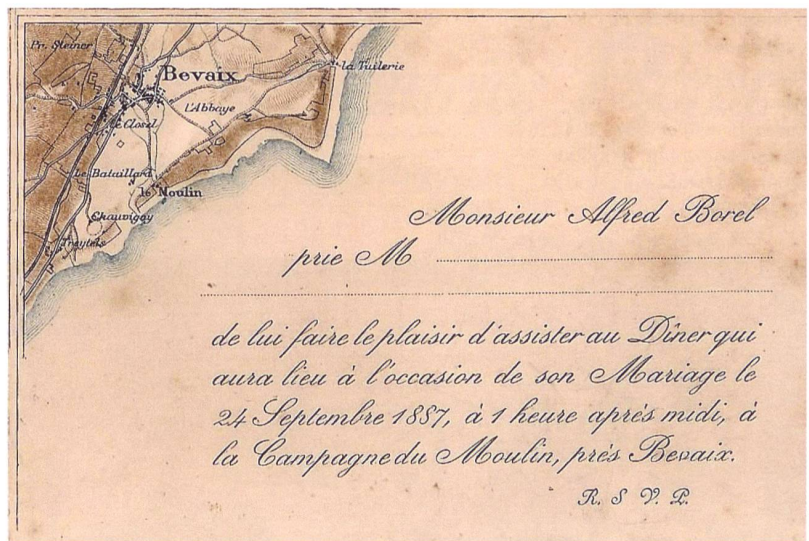 Pr. Steiner
Bevaix
la Tuilerie
L'Abbaye
le Closel
Le Bataillard
le Moulin
Chauvigny
Treytels
Monsieur Alfred Borel
prie M
de lui faire le plaisir d'assister au Dîner qui
aura lieu à l'occasion de son Mariage le
24 Septembre 1887, à 1 heure après midi, à
la Campagne du Moulin, près Bevaix.
R. S V. P.